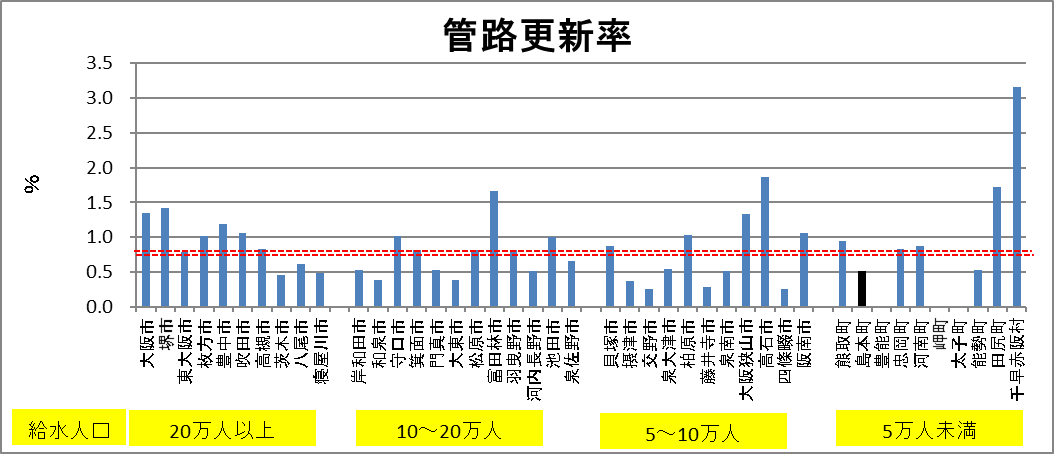 管路更新率
%
3.5
3.0
2.5
2.0
1.5
1.0
0.5
0.0
大阪市
堺市
東大阪市
枚方市
豊中市
吹田市
高槻市
茨木市
八尾市
寝屋川市
岸和田市
和泉市
守口市
箕面市
門真市
大東市
松原市
富田林市
羽曳野市
河内長野市
池田市
泉佐野市
貝塚市
摂津市
交野市
泉大津市
柏原市
藤井寺市
泉南市
大阪狭山市
高石市
四條畷市
阪南市
熊取町
島本町
豊能町
忠岡町
河南町
岬町
太子町
能勢町
田尻町
千早赤阪村
給水人口
20万人以上
10～20万人
5～10万人
5万人未満